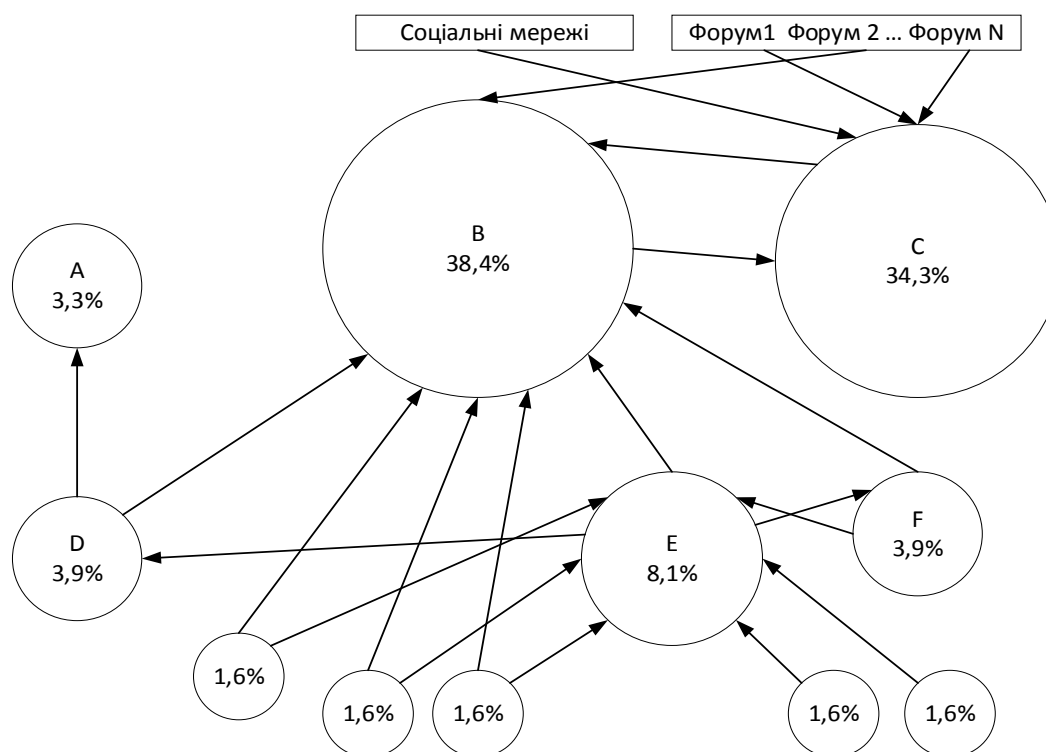 Соціальні мережі
Форум1 Форум 2 ... Форум N
B
38,4%
C
34,3%
A
3,3%
D
3,9%
E
8,1%
F
3,9%
1,6%
1,6%
1,6%
1,6%
1,6%